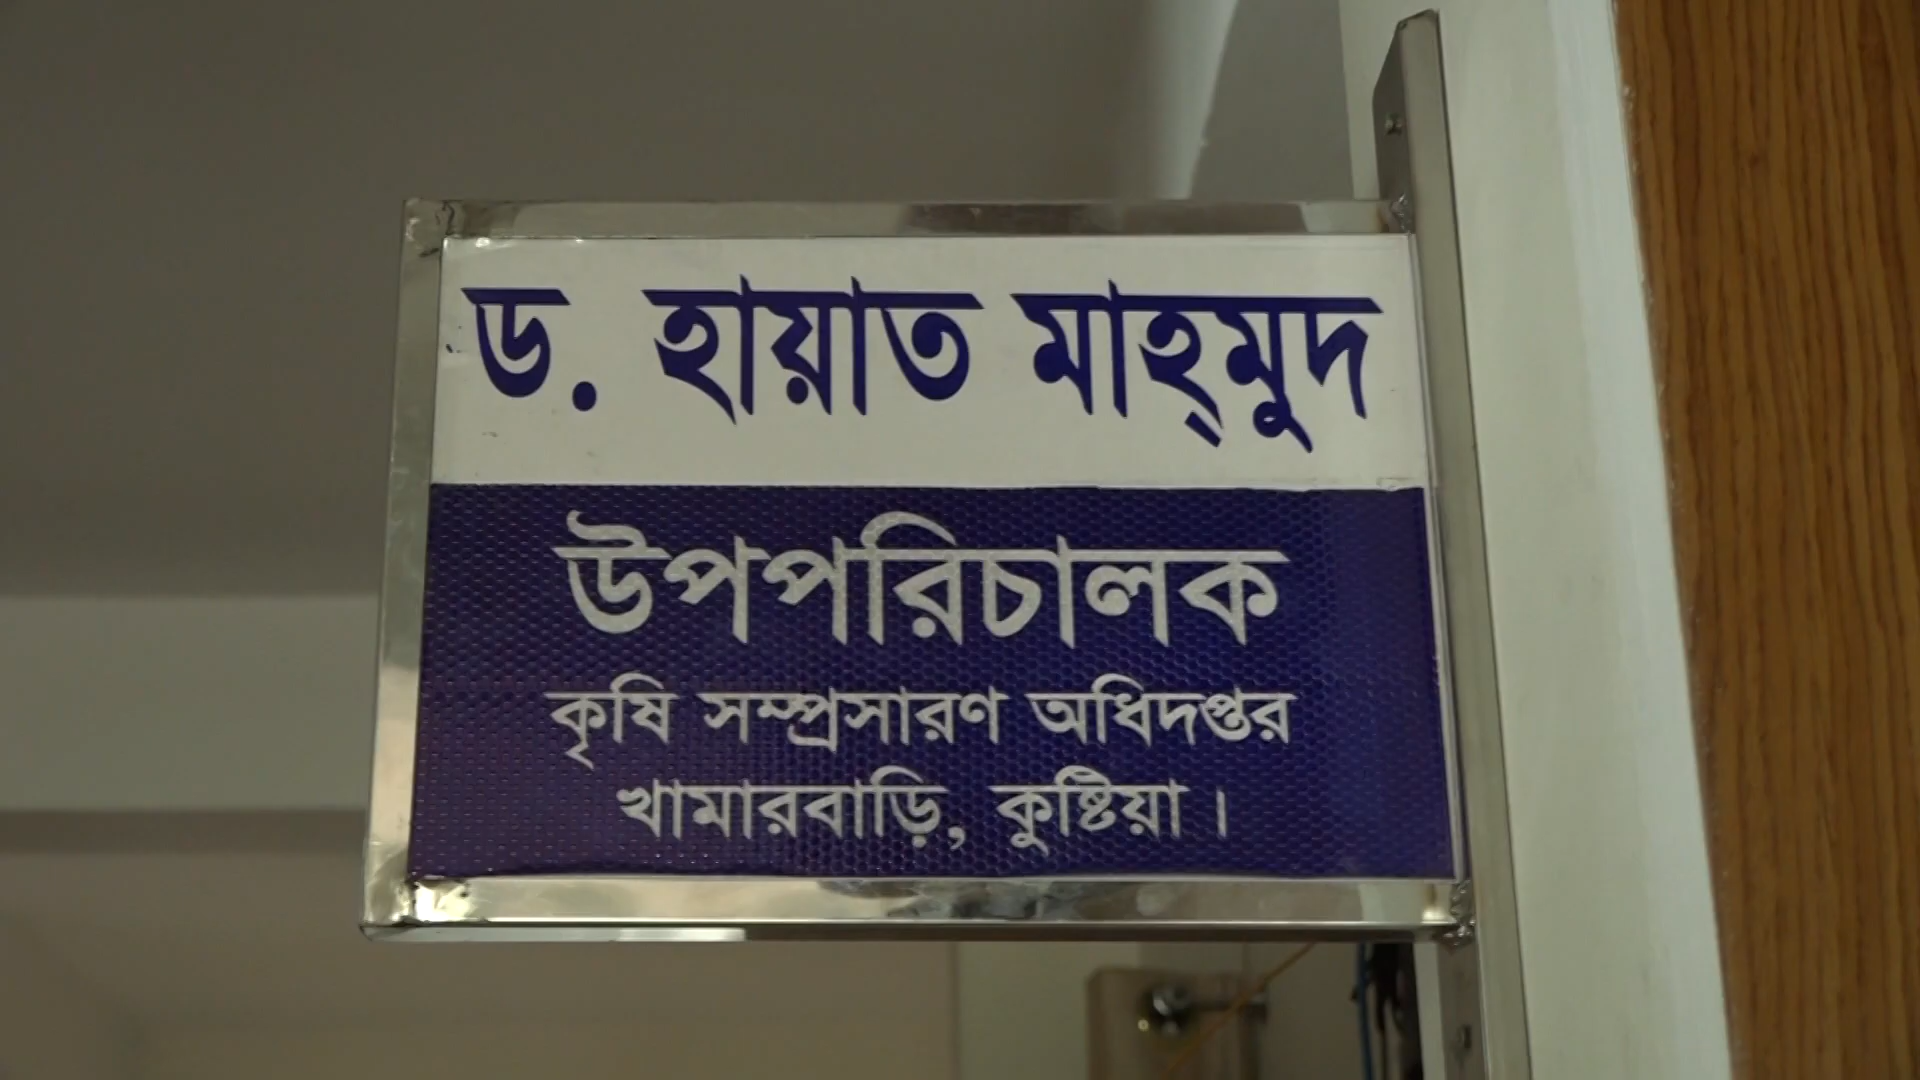 ড. হায়াত মাহ্মুদ
উপপরিচালক
কৃষি সম্প্রসারণ অধিদপ্তর
খামারবাড়ি, কুষ্টিয়া।